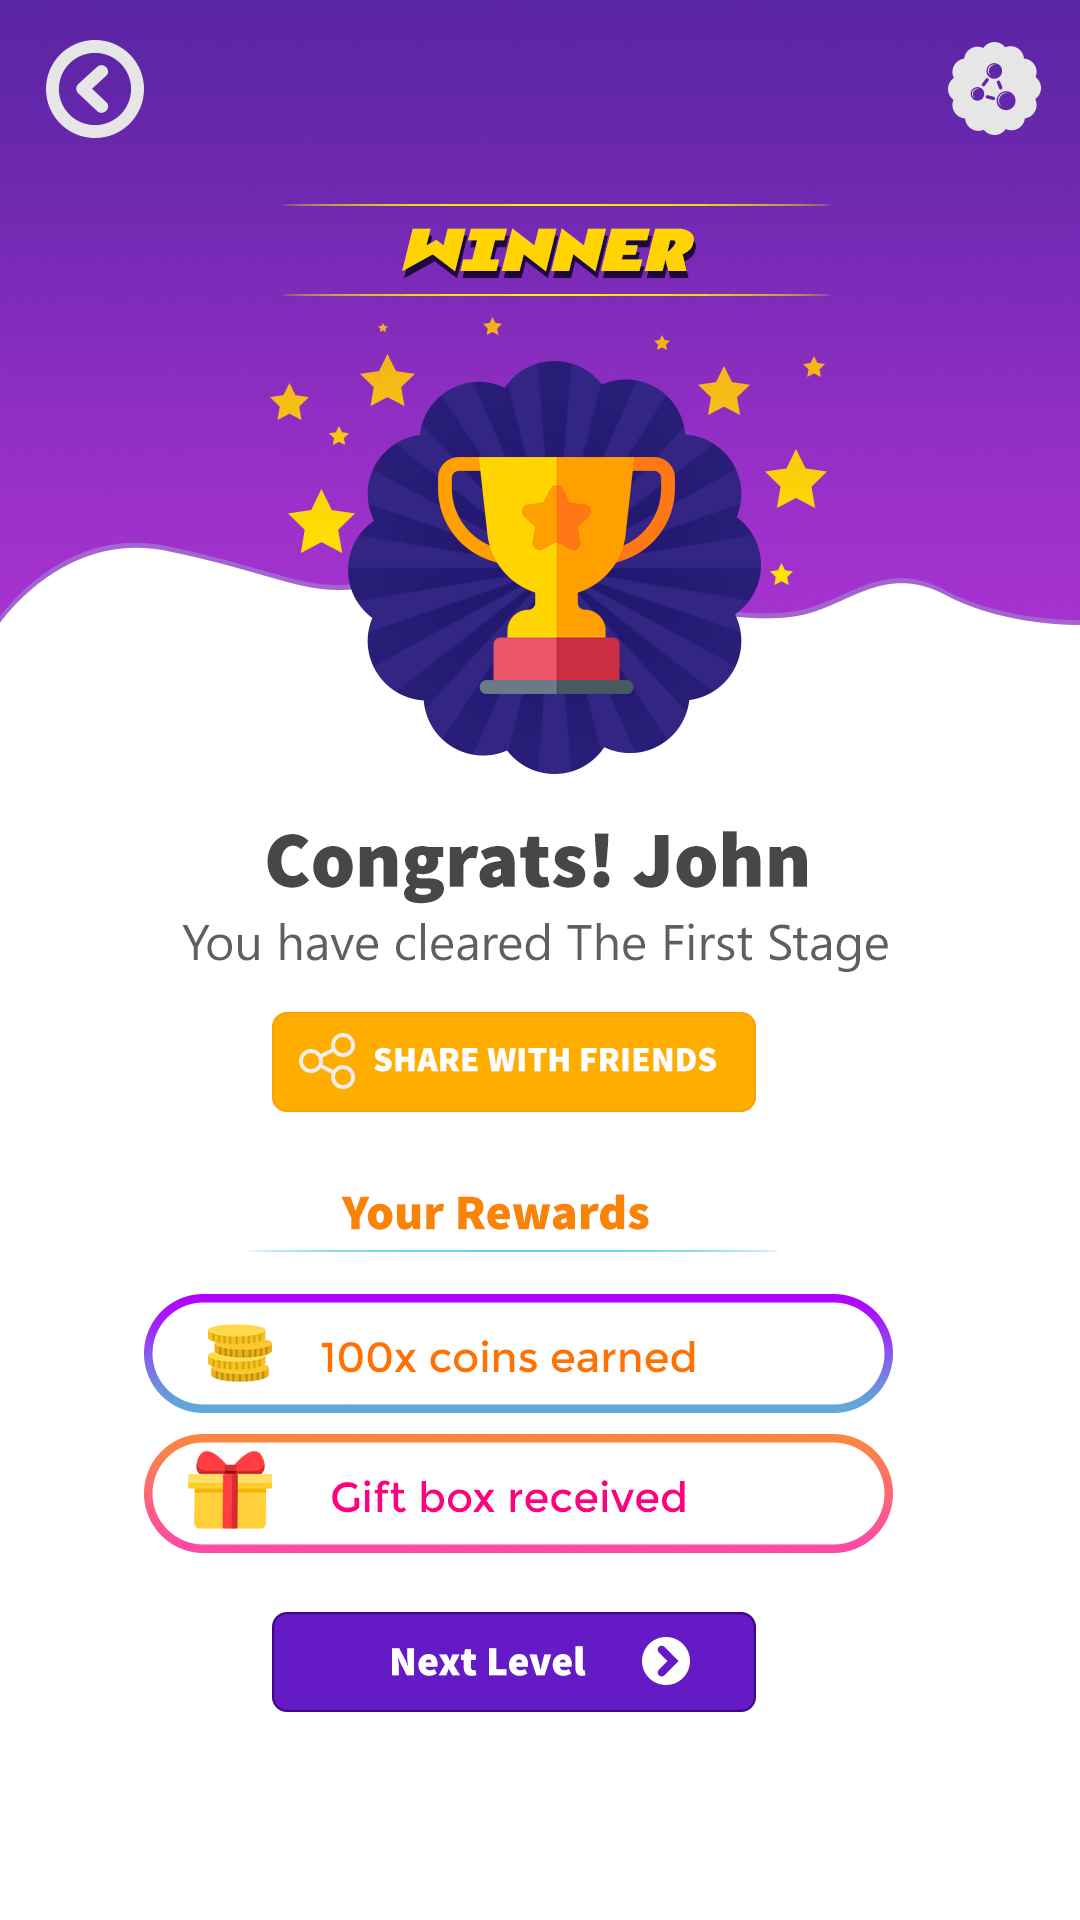 WINNER
Congrats! John
You have cleared The First Stage
SHARE WITH FRIENDS
Your Rewards
100x coins earned
Gift box received
Next Level